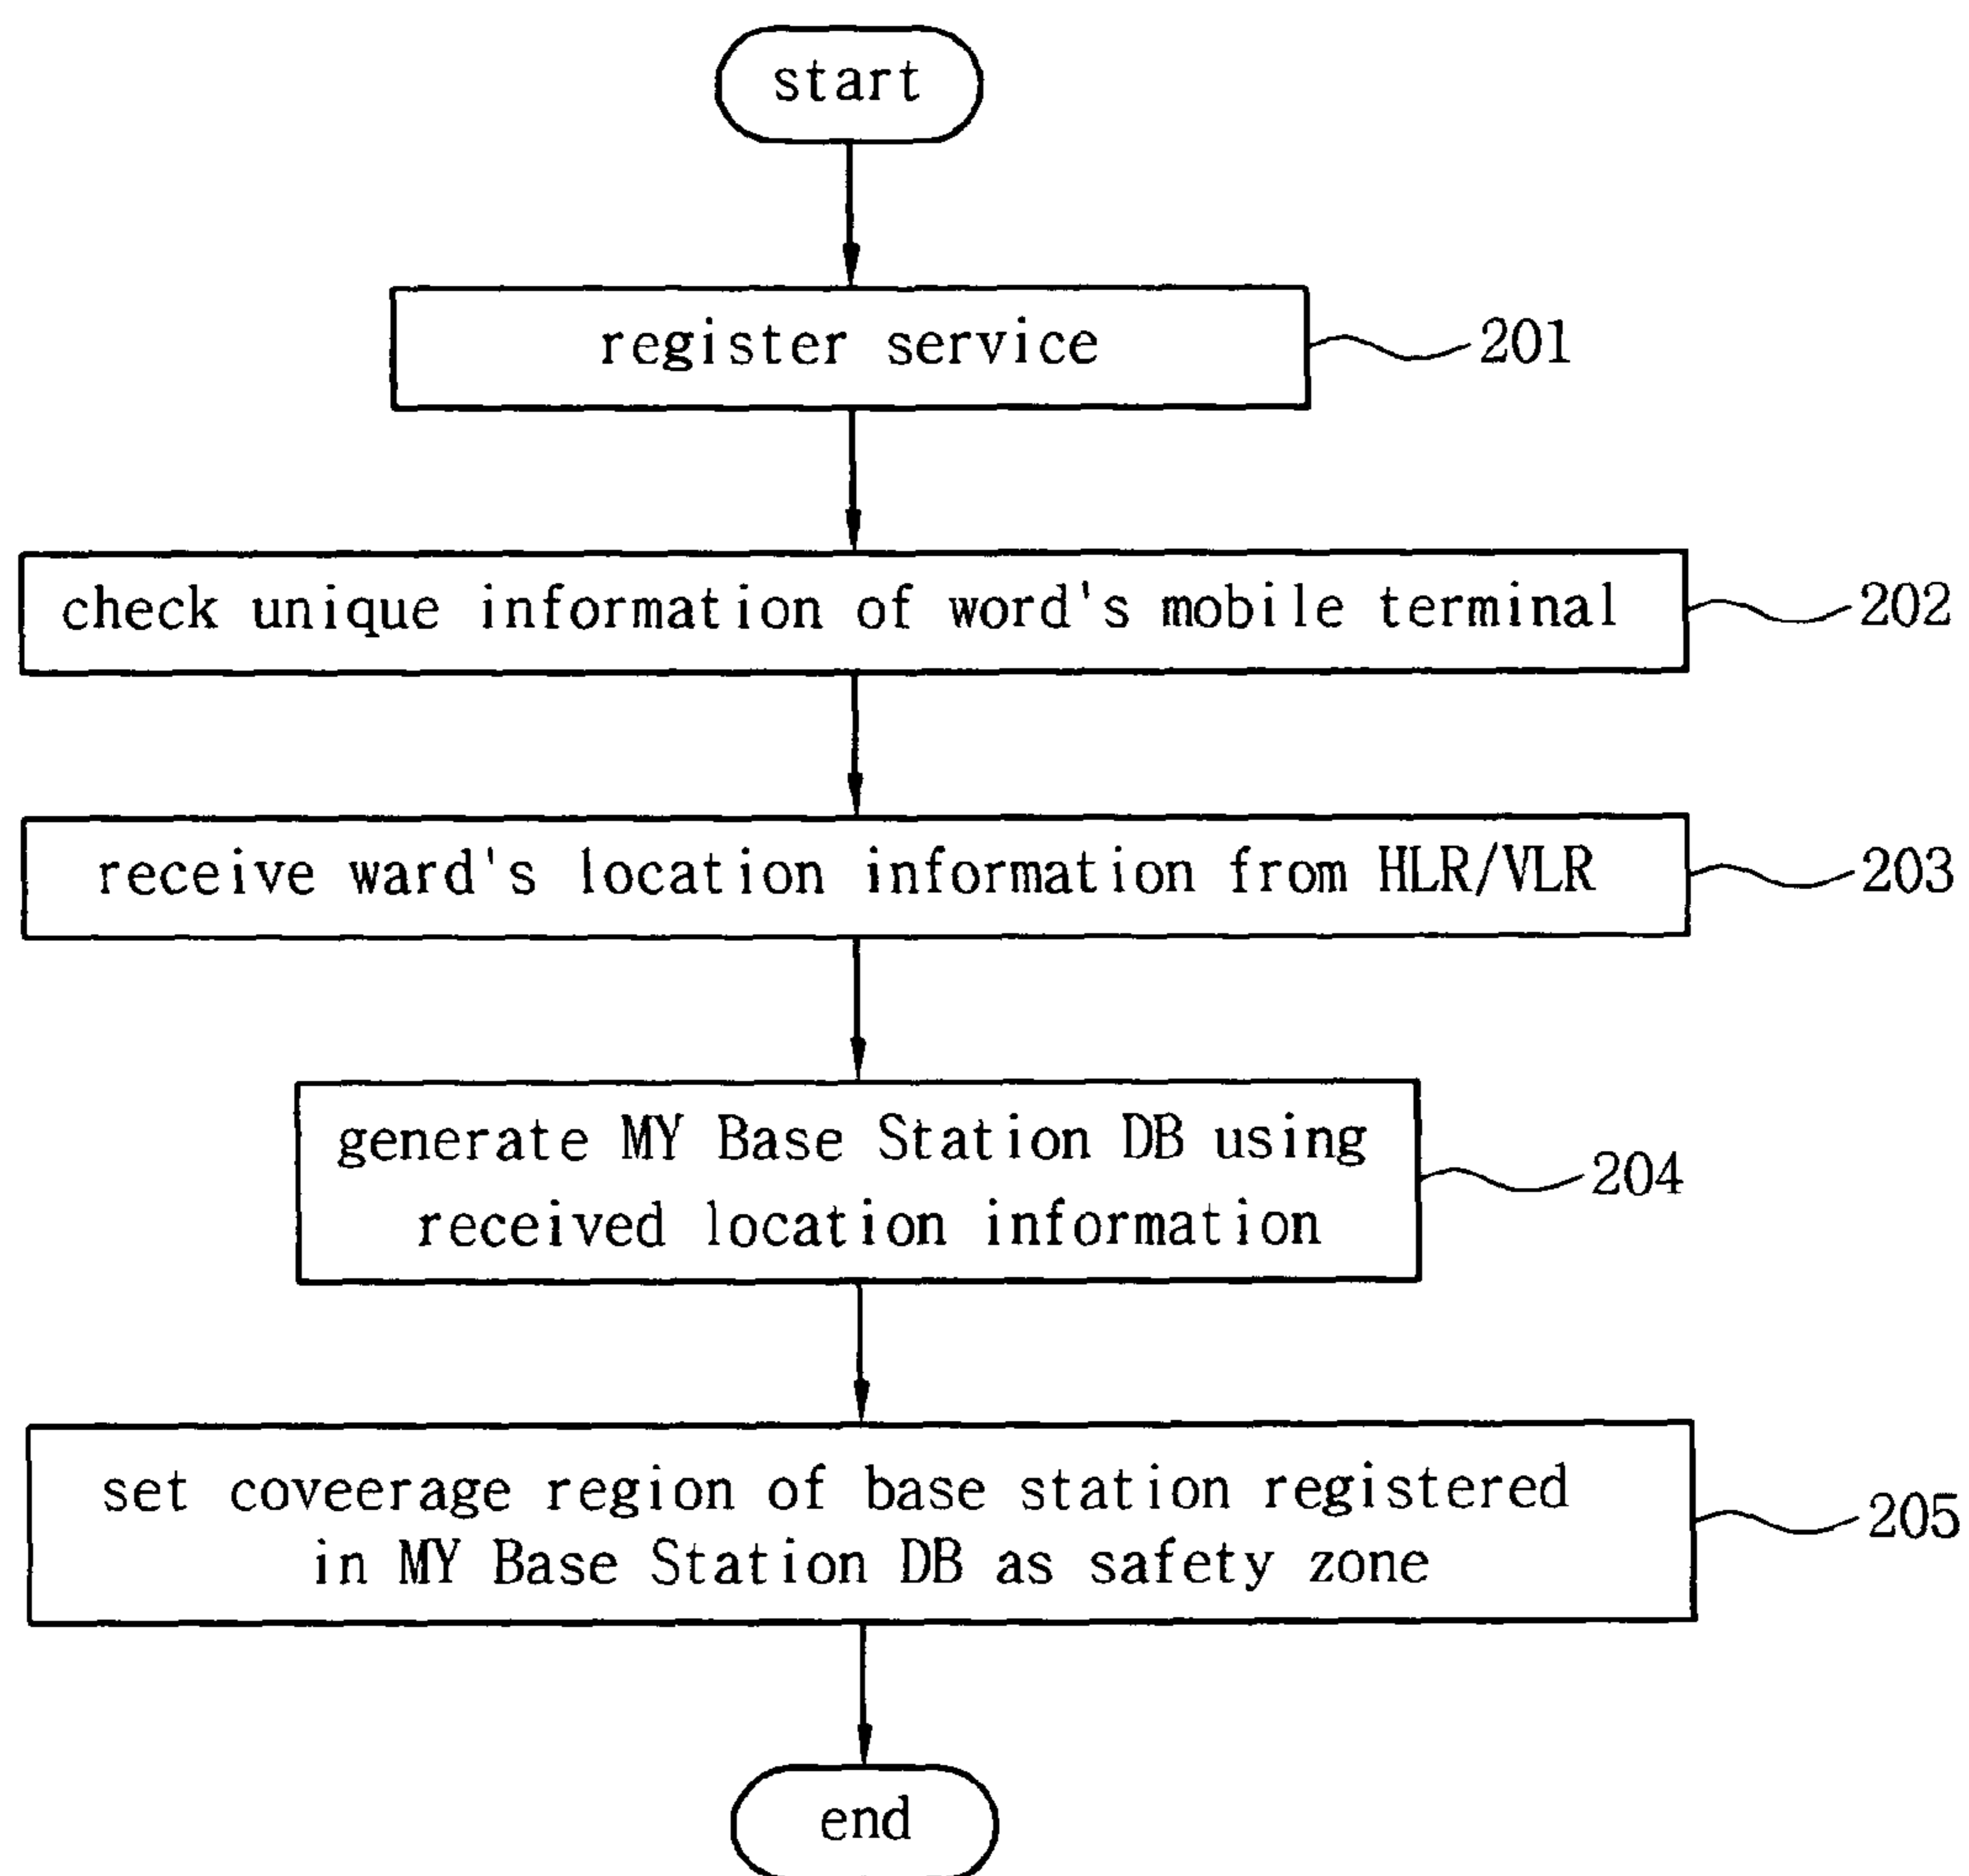 start
register service
201
check unique information of word's mobile terminal
202
receive ward's location information from HLR/VLR
203
generate MY Base Station DB using
received location information
204
set coveerage region of base station registered
in MY Base Station DB as safety zone
205
end